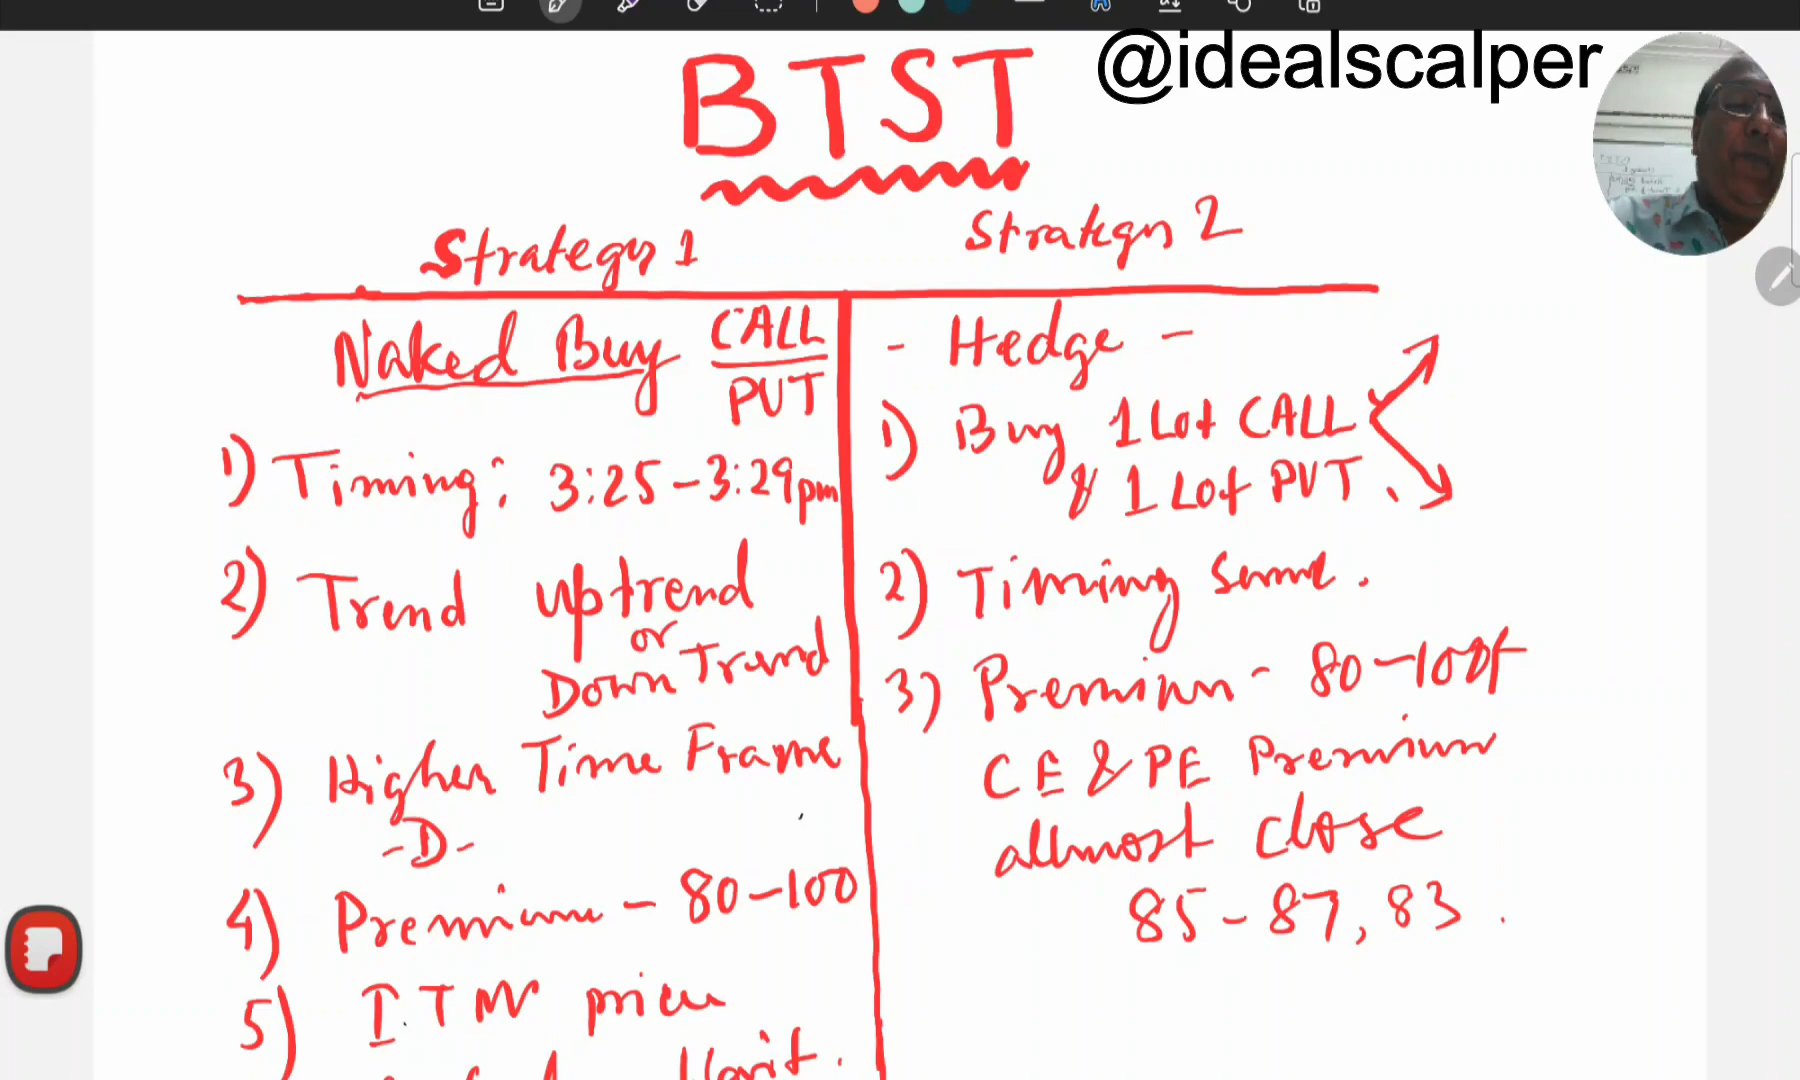 @idealscalper
BTST
Strategy 1
Naked Buy CALL
PUT
1) Timing: 3:25-3:29pm
2) Trend uptrend
or
Down Trend
3) Higher Time Frame
-D-
4) Premium - 80-100
5) ITM price
Strategy 2
- Hedge -
1) Buy 1 Lot CALL
& 1 Lot PUT.
2) Timing same.
3) Premium - 80-100
CE & PE Premium
allmost close
85-87, 83.